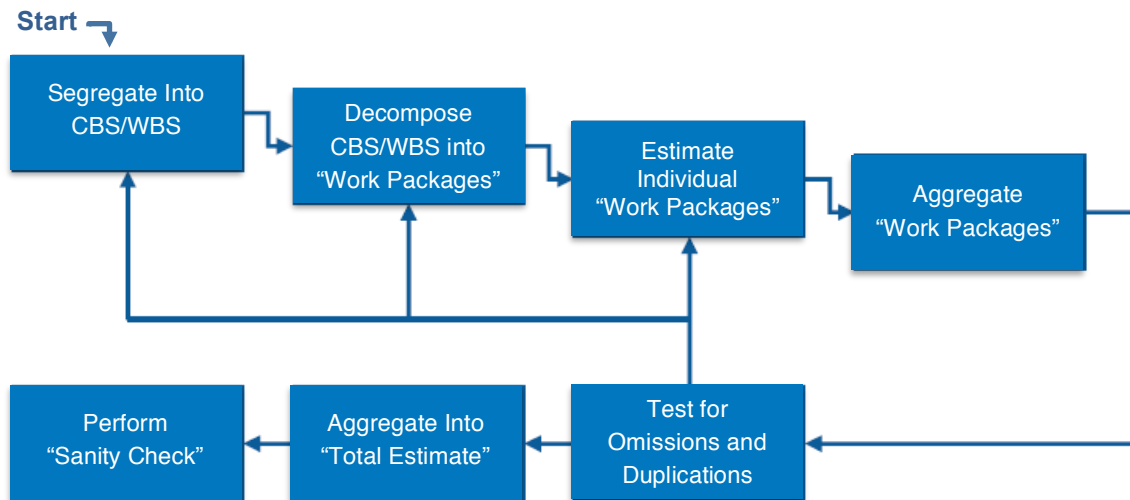 Start
Segregate Into
CBS/WBS
Decompose
CBS/WBS into
“Work Packages”
Estimate
Individual
“Work Packages”
Aggregate
“Work Packages”
Perform
“Sanity Check”
Aggregate Into
“Total Estimate”
Test for
Omissions and
Duplications